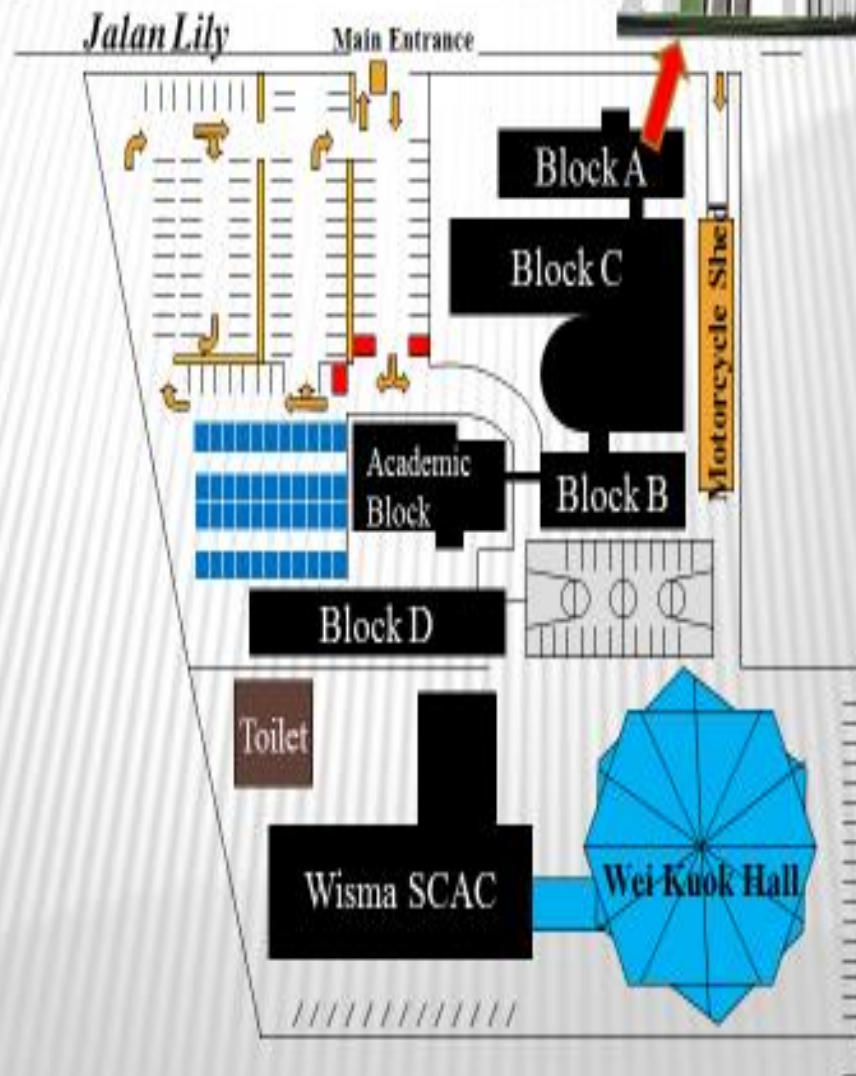 Jalan Lily
Main Entrance
Block A
Block C
Motorcycle Shed
Academic
Block
Block B
Block D
Toilet
Wisma SCAC
Wei Kuok Hall